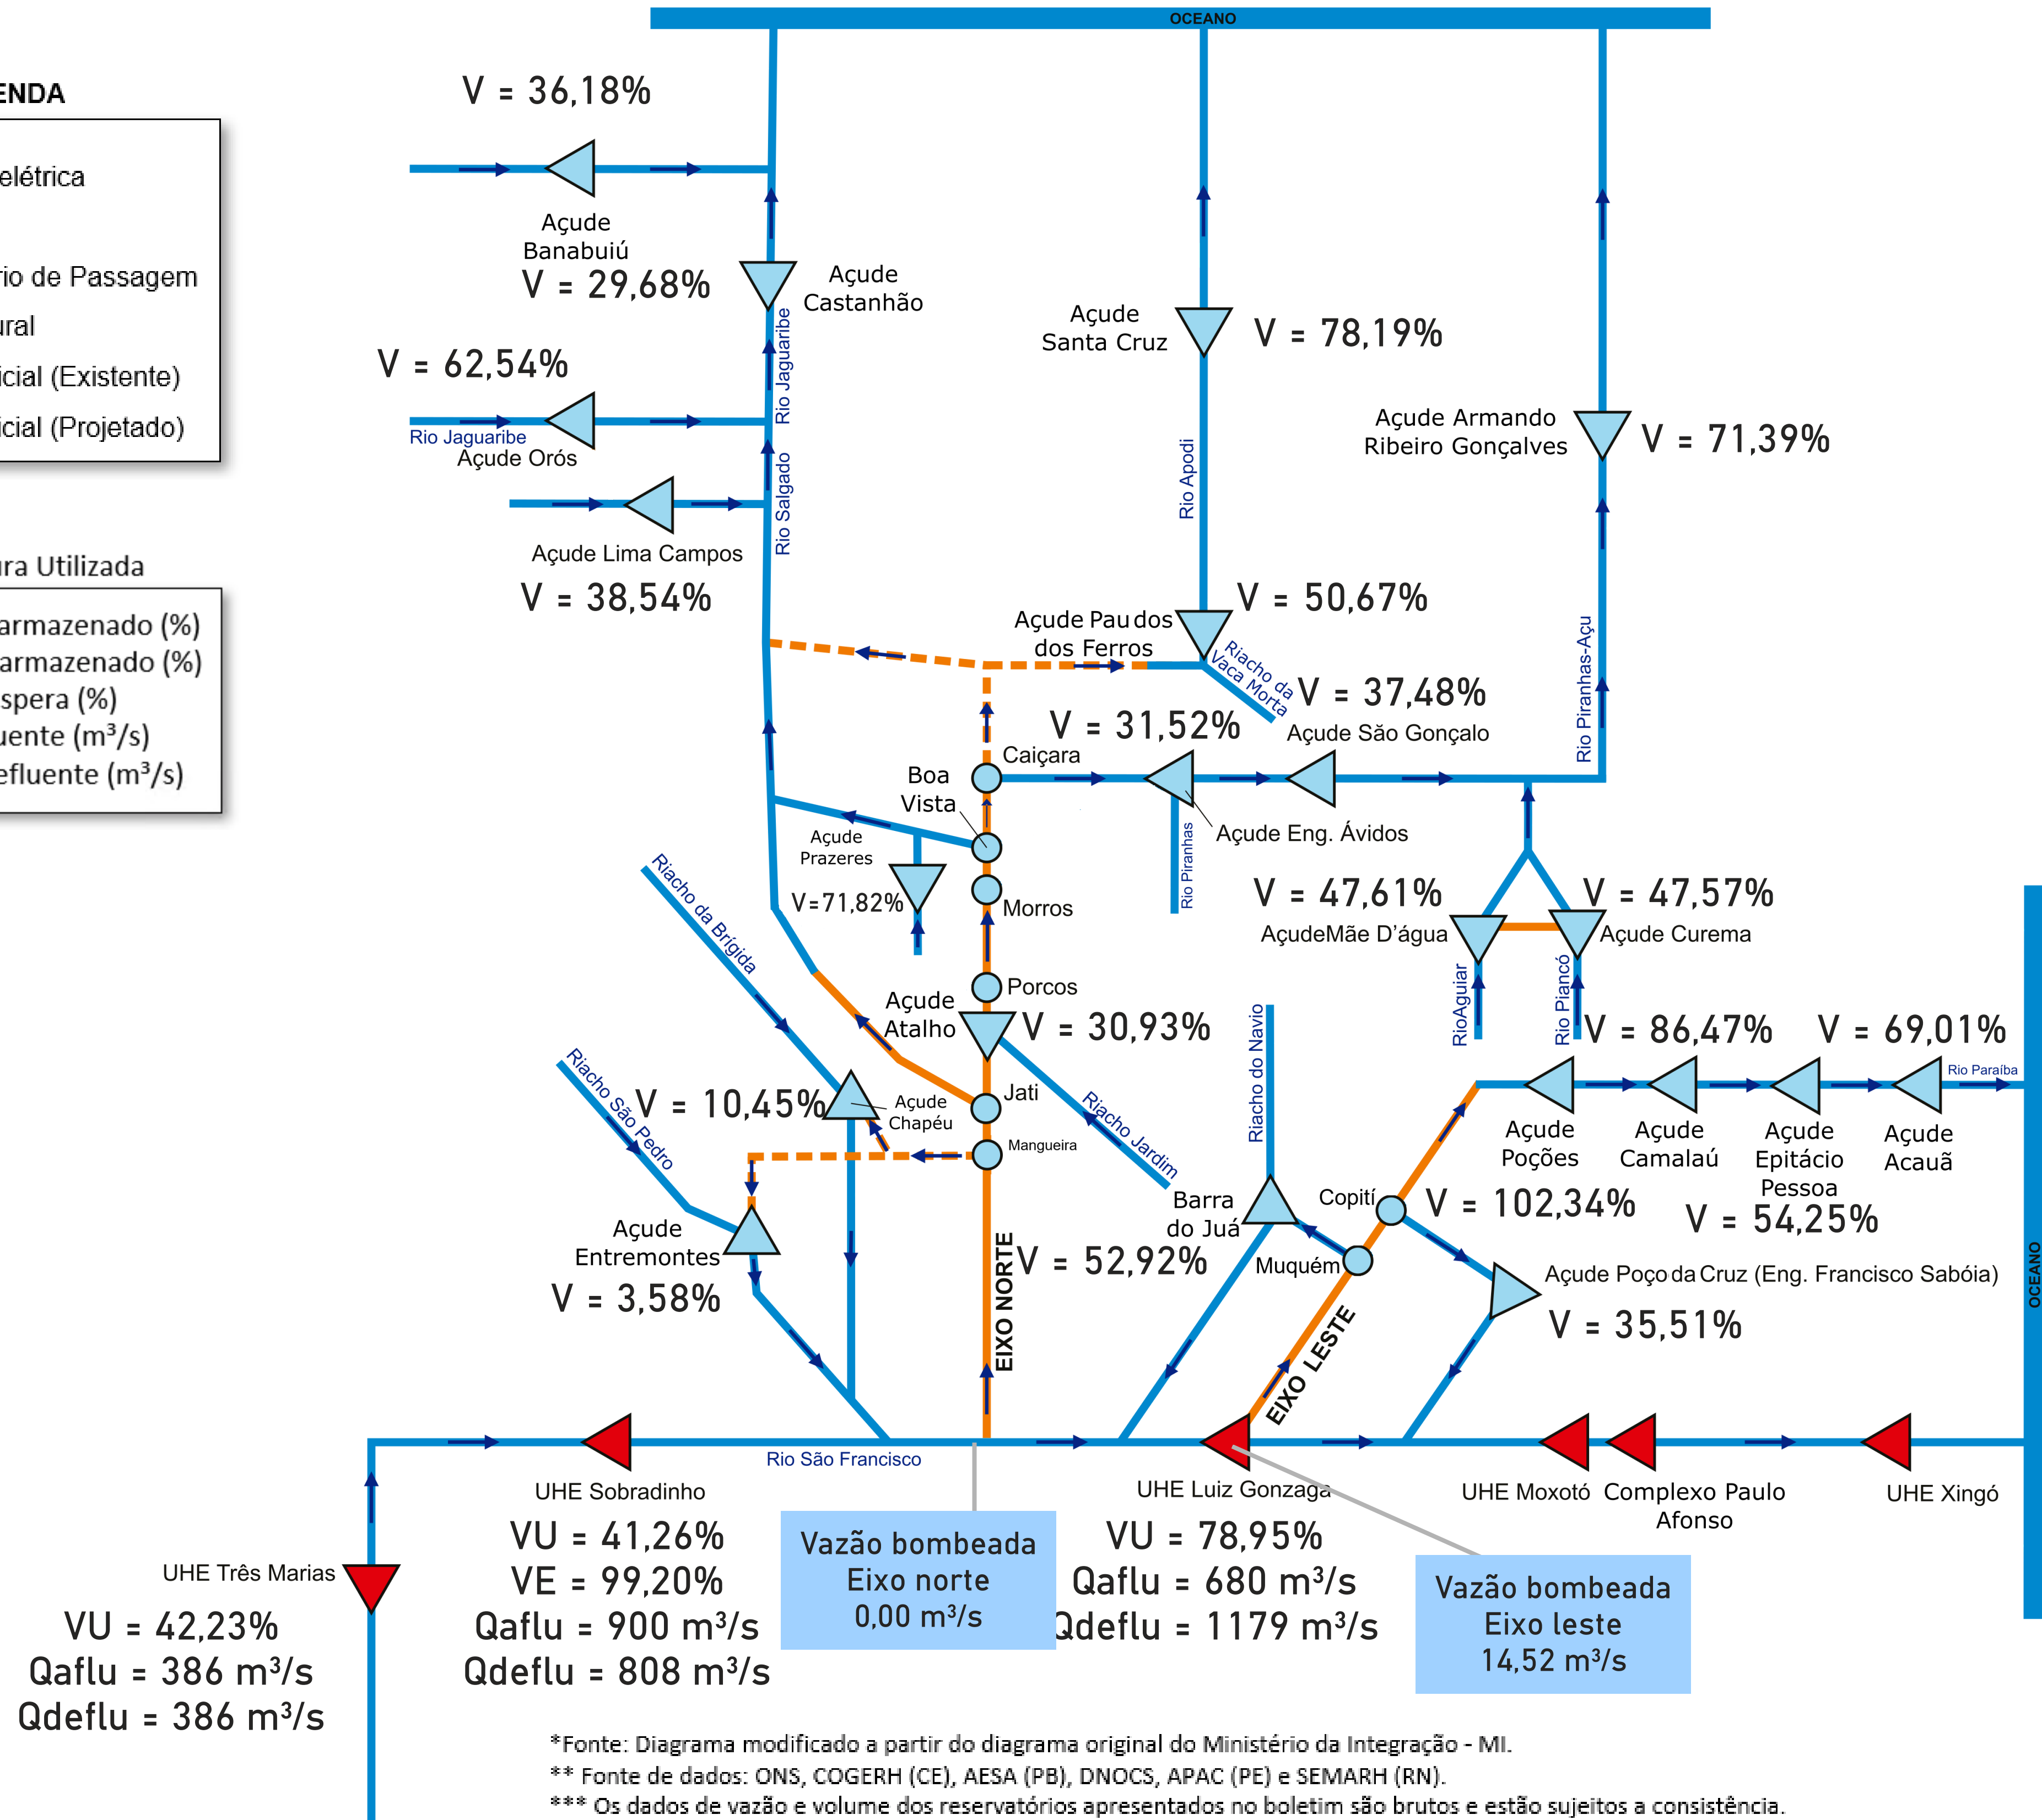 OCEANO
ENDA
elétrica
rio de Passagem
ural
icial (Existente)
icial (Projetado)
ura Utilizada
armazenado (%)
armazenado (%)
spera (%)
uente (m³/s)
efluente (m³/s)
V = 36,18%
Açude
Banabuiú
V = 29,68%
Açude
Castanhão
Rio Jaguaribe
V = 62,54%
Rio Jaguaribe
Açude Orós
Rio Salgado
Açude Lima Campos
V = 38,54%
Açude
Santa Cruz
V = 78,19%
Rio Apodi
Açude Armando
Ribeiro Gonçalves
V = 71,39%
Rio Piranhas-Açu
Açude Pau dos
dos Ferros
V = 50,67%
Riacho da
Vaca Morta
V = 37,48%
Açude São Gonçalo
V = 31,52%
Caiçara
Boa
Vista
Açude Eng. Ávidos
Rio Piranhas
Açude
Prazeres
V=71,82%
Morros
Porcos
Riacho da Brígida
V = 47,61%
AçudeMãe D'água
V = 47,57%
Açude Curema
RioAguiar
Rio Piancó
Açude
Atalho
V = 30,93%
Riacho do Navio
V = 86,47%
V = 69,01%
Rio Paraíba
Riacho São Pedro
V = 10,45%
Açude
Chapéu
Jati
Mangueira
Riacho Jardim
Açude
Poções
Açude
Camalaú
Açude
Epitácio
Pessoa
Açude
Acauã
V = 102,34%
V = 54,25%
Barra
do Juá
Copití
Muquém
V = 52,92%
Açude
Entremontes
V = 3,58%
EIXO NORTE
EIXO LESTE
Açude Poço da Cruz (Eng. Francisco Sabóia)
V = 35,51%
OCEANO
Rio São Francisco
UHE Sobradinho
VU = 41,26%
VE = 99,20%
Qaflu = 900 m³/s
Qdeflu = 808 m³/s
Vazão bombeada
Eixo norte
0,00 m³/s
UHE Luiz Gonzaga
VU = 78,95%
Qaflu = 680 m³/s
Qdeflu = 1179 m³/s
Vazão bombeada
Eixo leste
14,52 m³/s
UHE Moxotó
Complexo Paulo
Afonso
UHE Xingó
UHE Três Marias
VU = 42,23%
Qaflu = 386 m³/s
Qdeflu = 386 m³/s
*Fonte: Diagrama modificado a partir do diagrama original do Ministério da Integração - MI.
** Fonte de dados: ONS, COGERH (CE), AESA (PB), DNOCS, APAC (PE) e SEMARH (RN).
*** Os dados de vazão e volume dos reservatórios apresentados no boletim são brutos e estão sujeitos a consistência.